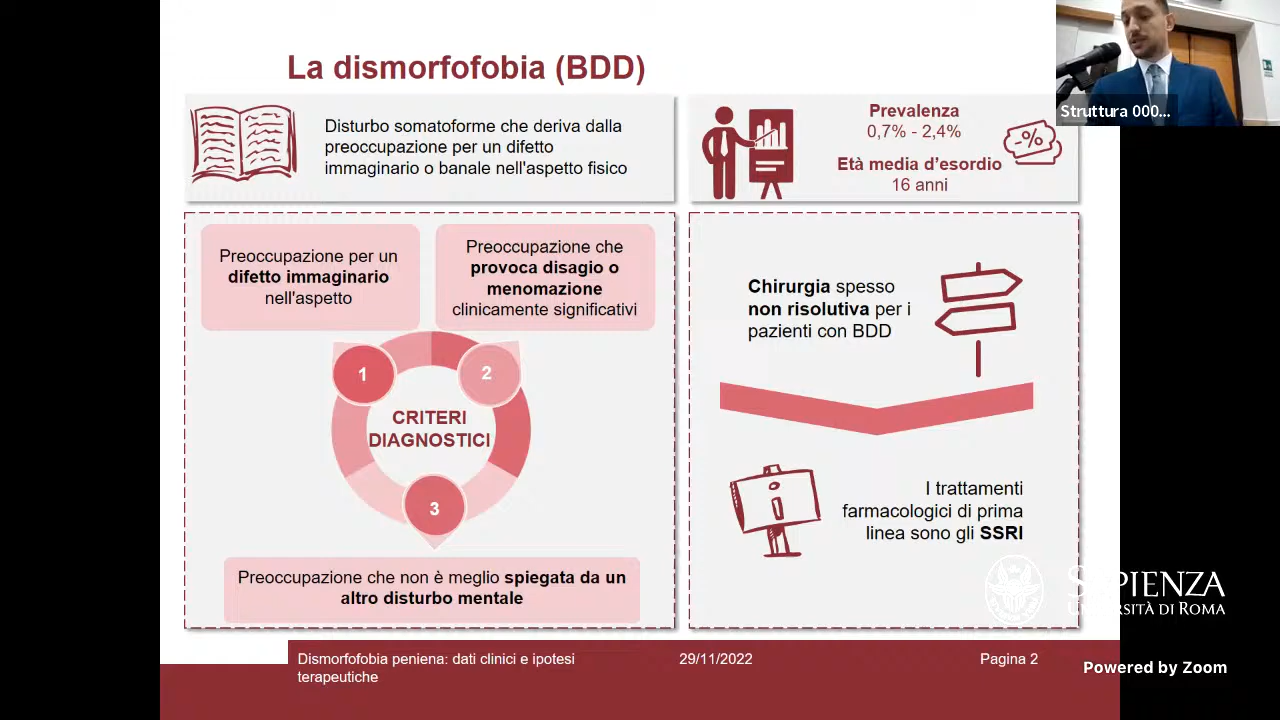 La dismorfofobia (BDD)
Disturbo somatoforme che deriva dalla
preoccupazione per un difetto
immaginario o banale nell'aspetto fisico
Prevalenza
0,7% - 2,4%
Età media d'esordio
16 anni
-%
Struttura 000...
Preoccupazione per un
difetto immaginario
nell'aspetto
Preoccupazione che
provoca disagio o
menomazione
clinicamente significativi
1
2
CRITERI
DIAGNOSTICI
3
Preoccupazione che non è meglio spiegata da un
altro disturbo mentale
Chirurgia spesso
non risolutiva per i
pazienti con BDD
i
I trattamenti
farmacologici di prima
linea sono gli SSRI
SAPIENZA
UNIVERSITÀ DI ROMA
Dismorfofobia peniena: dati clinici e ipotesi
terapeutiche
29/11/2022
Pagina 2
Powered by Zoom